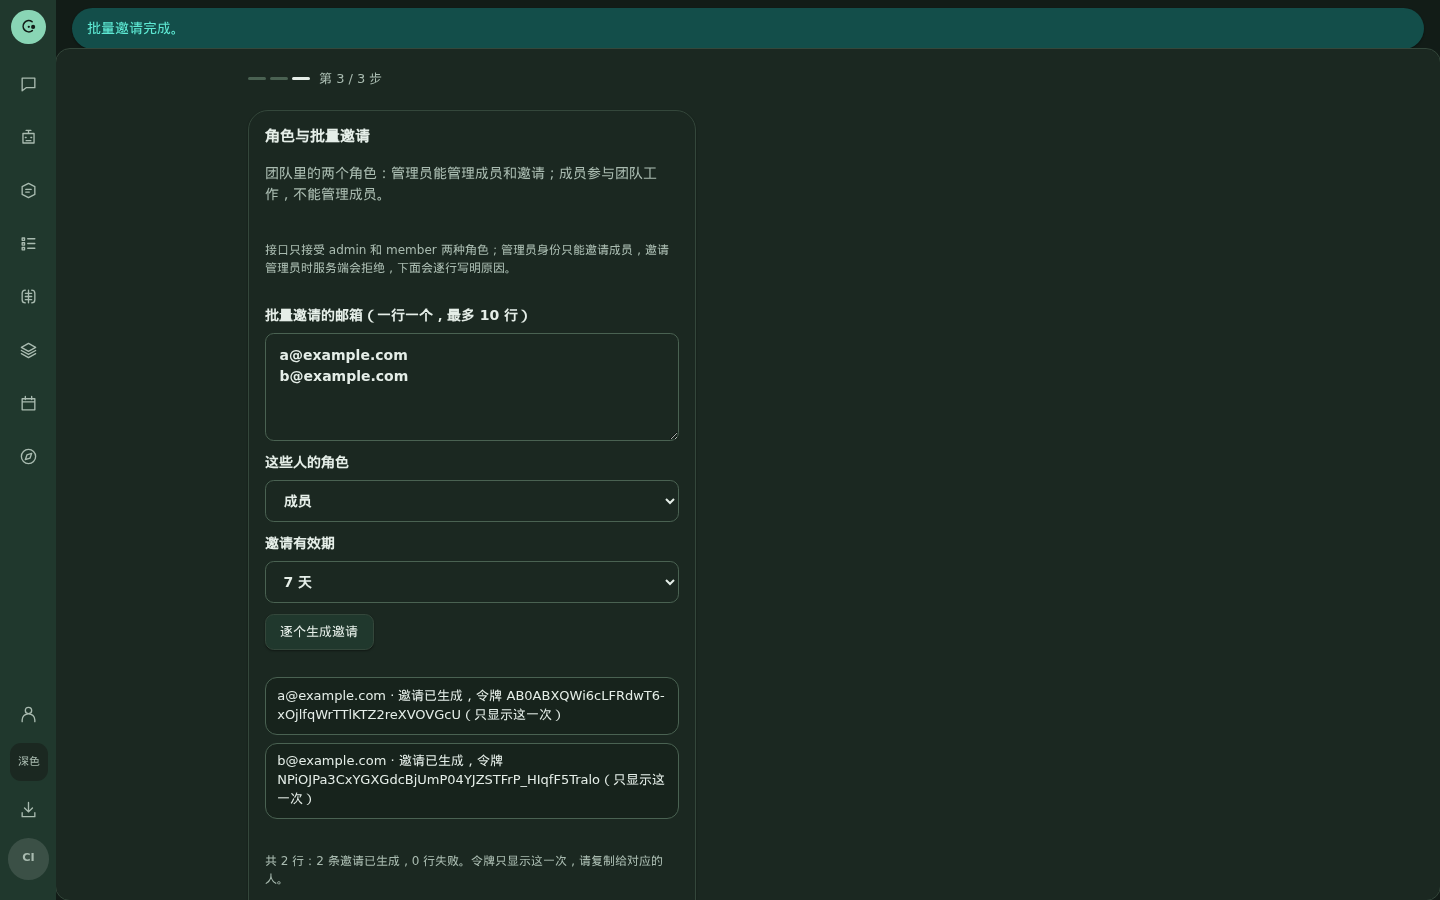 批量邀请完成。
第 3 / 3 步
角色与批量邀请
团队里的两个角色：管理员能管理成员和邀请；成员参与团队工
作，不能管理成员。
接口只接受 admin 和 member 两种角色；管理员身份只能邀请成员，邀请
管理员时服务端会拒绝，下面会逐行写明原因。
批量邀请的邮箱（一行一个，最多 10 行）
a@example.com
b@example.com
这些人的角色
成员
邀请有效期
7 天
逐个生成邀请
a@example.com · 邀请已生成，令牌 AB0ABXQWi6cLFRdwT6-
xOjlfqWrTTlKTZ2reXVOVGcU（只显示这一次）
b@example.com · 邀请已生成，令牌
NPiOJPa3CxYGXGdcBjUmP04YJZSTFrP_HIqfF5Tralo（只显示这
一次）
共 2 行：2 条邀请已生成，0 行失败。令牌只显示这一次，请复制给对应的
人。
深色
CI